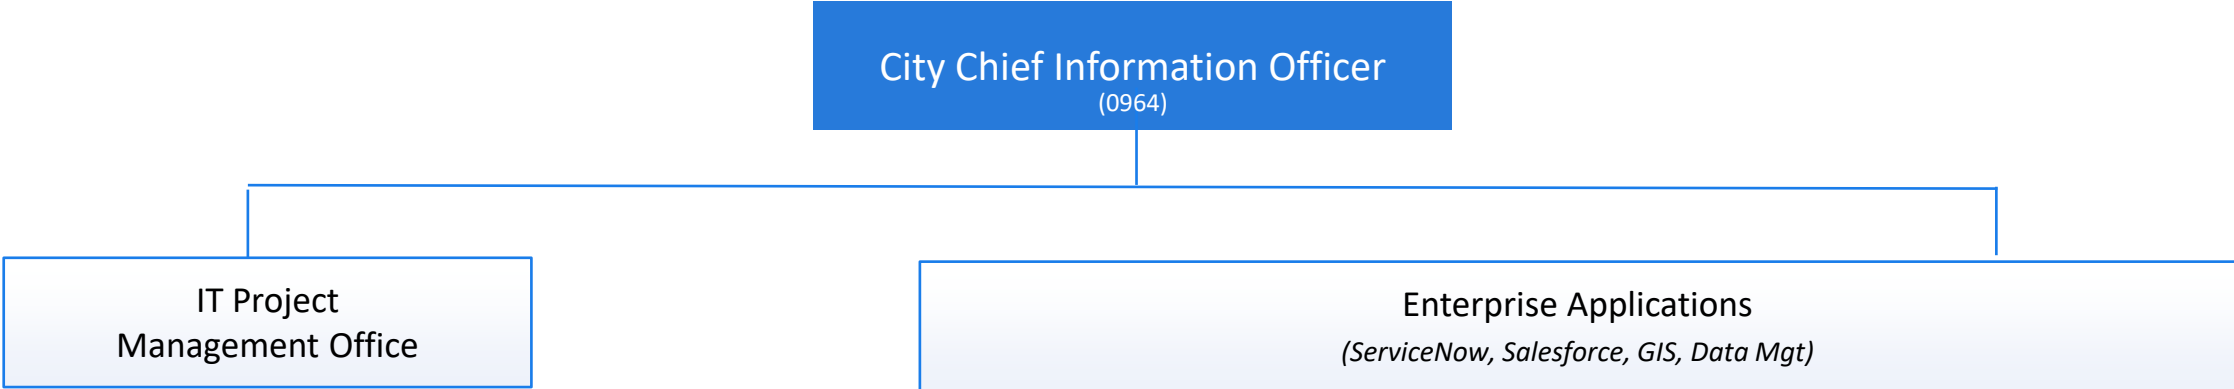 City Chief Information Officer
(0964)
IT Project
Management Office
Enterprise Applications
(ServiceNow, Salesforce, GIS, Data Mgt)